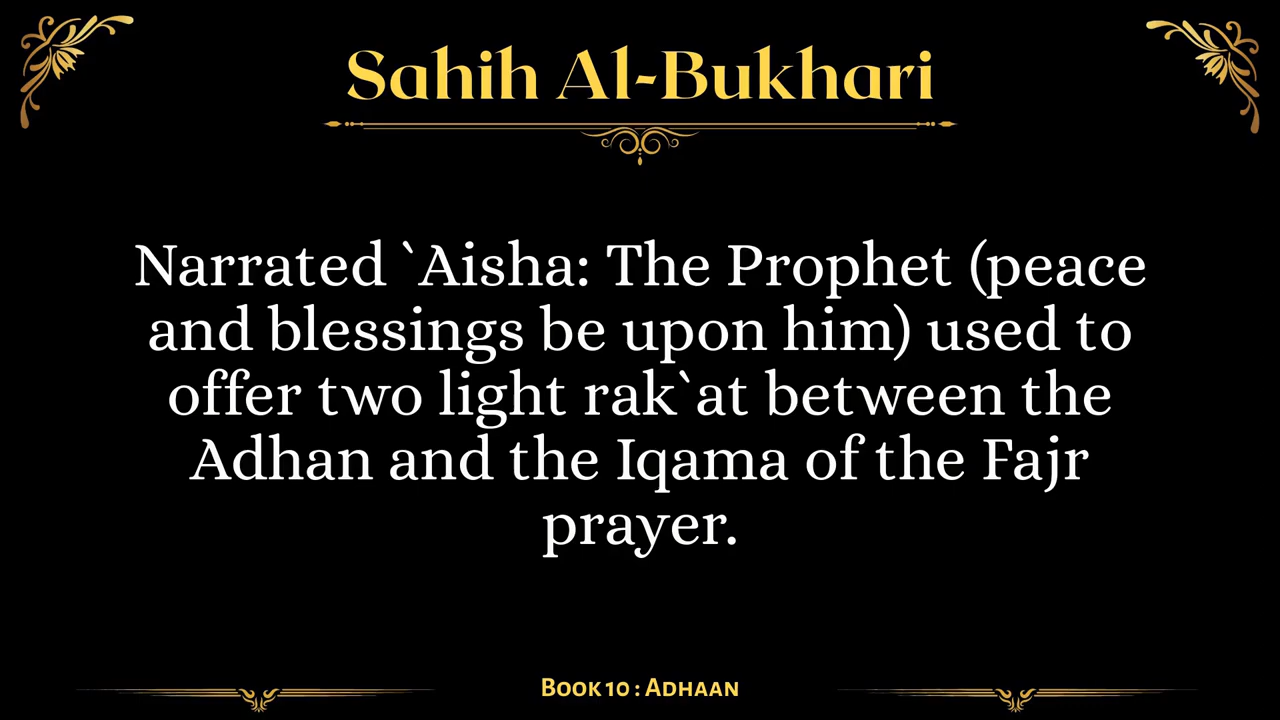 Sahih Al-Bukhari
Narrated `Aisha: The Prophet (peace
and blessings be upon him) used to
offer two light rak`at between the
Adhan and the Iqama of the Fajr
prayer.
Book 10 : Adhaan